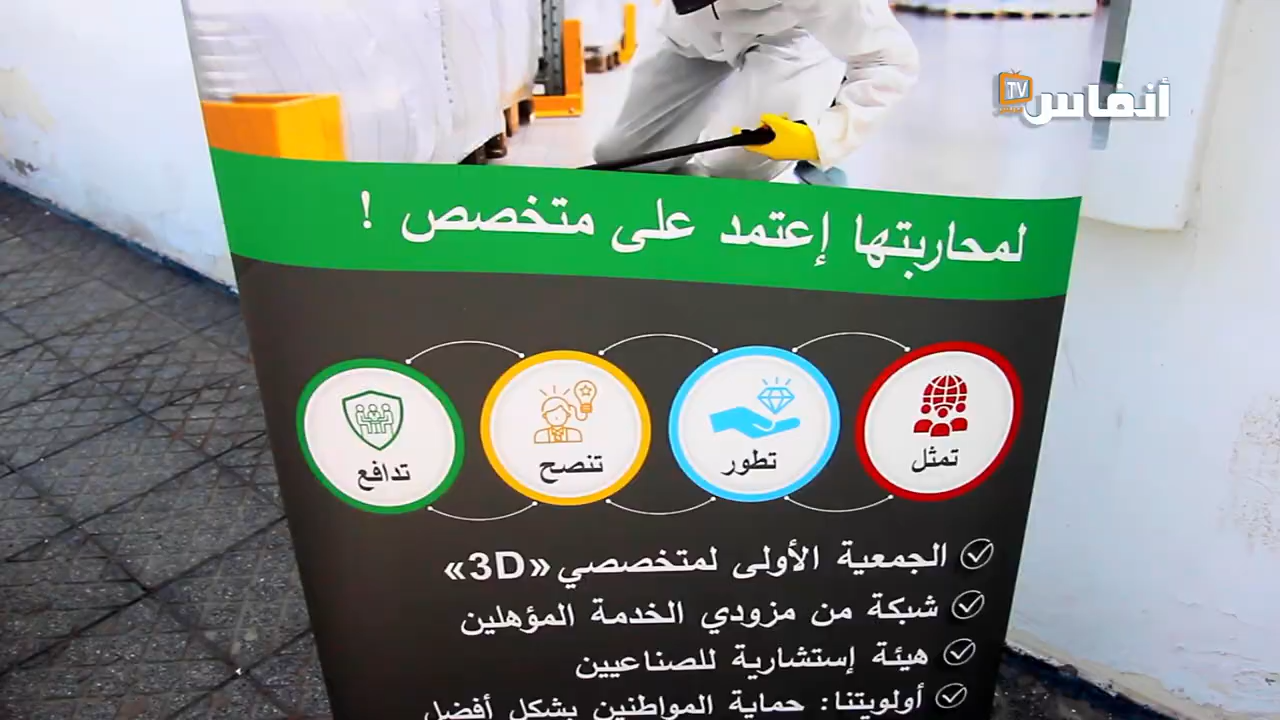 TV أنفاس
لمحاربتها إعتمد على متخصص !
تمثل
تطور
تنصح
تدافع
الجمعية الأولى لمتخصصي «3D»
شبكة من مزودي الخدمة المؤهلين
هيئة إستشارية للصناعيين
أولويتنا: حماية المواطنين بشكل أفضل